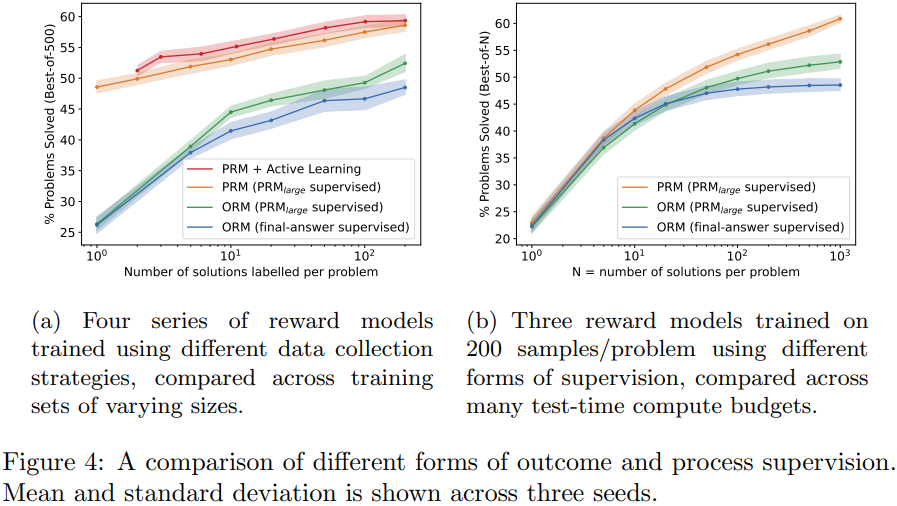 % Problems Solved (Best-of-500)
60
55
50
45
40
35
30
25
PRM + Active Learning
PRM (PRM_large supervised)
ORM (PRM_large supervised)
ORM (final-answer supervised)
10^0
10^1
10^2
Number of solutions labelled per problem
% Problems Solved (Best-of-N)
60
55
50
45
40
35
30
25
20
PRM (PRM_large supervised)
ORM (PRM_large supervised)
ORM (final-answer supervised)
10^0
10^1
10^2
10^3
N = number of solutions per problem
(a) Four series of reward models
trained using different data collection
strategies, compared across training
sets of varying sizes.
(b) Three reward models trained on
200 samples/problem using different
forms of supervision, compared across
many test-time compute budgets.
Figure 4: A comparison of different forms of outcome and process supervision.
Mean and standard deviation is shown across three seeds.